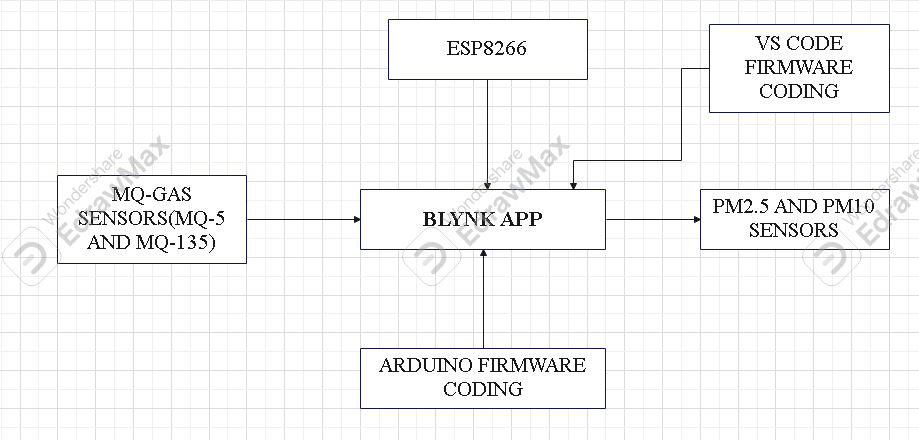 ESP8266
VS CODE
FIRMWARE
CODING
MQ-GAS
SENSORS(MQ-5
AND MQ-135)
BLYNK APP
PM2.5 AND PM10
SENSORS
ARDUINO FIRMWARE
CODING
Wondershare
EdrawMax
Wondershare
EdrawMax
Wondershare
EdrawMax